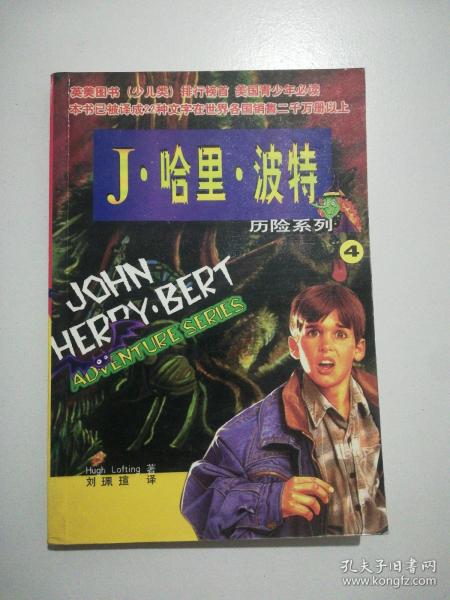 英美图书（少儿类）排行榜首 美国青少年必读
本书已被译成22种文字在世界各国销售二千万册以上
J·哈里·波特
历险系列
4
JOHN
HERRY·BERT
ADVENTURE SERIES
Hugh Lofting 著
刘珮瑄 译
孔夫子旧书网
www.kongfz.com